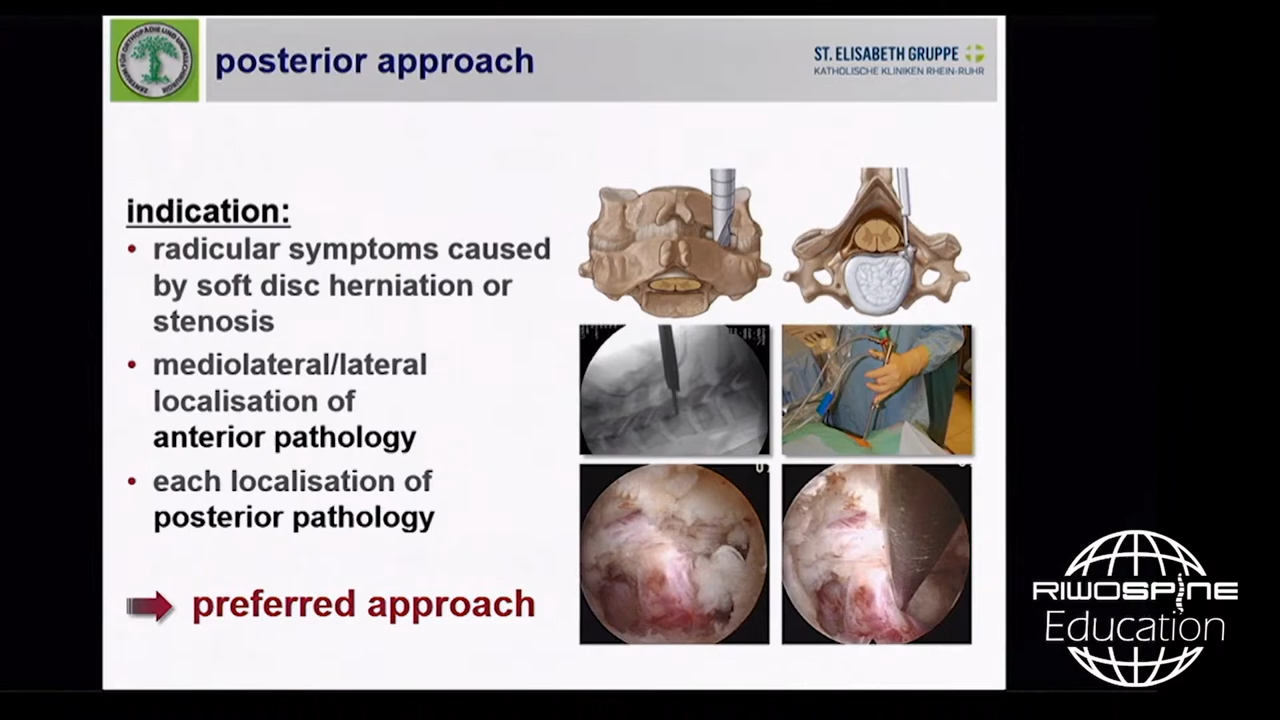 posterior approach
ST. ELISABETH GRUPPE
KATHOLISCHE KLINIKEN RHEIN-RUHR
indication:
• radicular symptoms caused
by soft disc herniation or
stenosis
• mediolateral/lateral
localisation of
anterior pathology
• each localisation of
posterior pathology
preferred approach
RIWOSPINE
Education